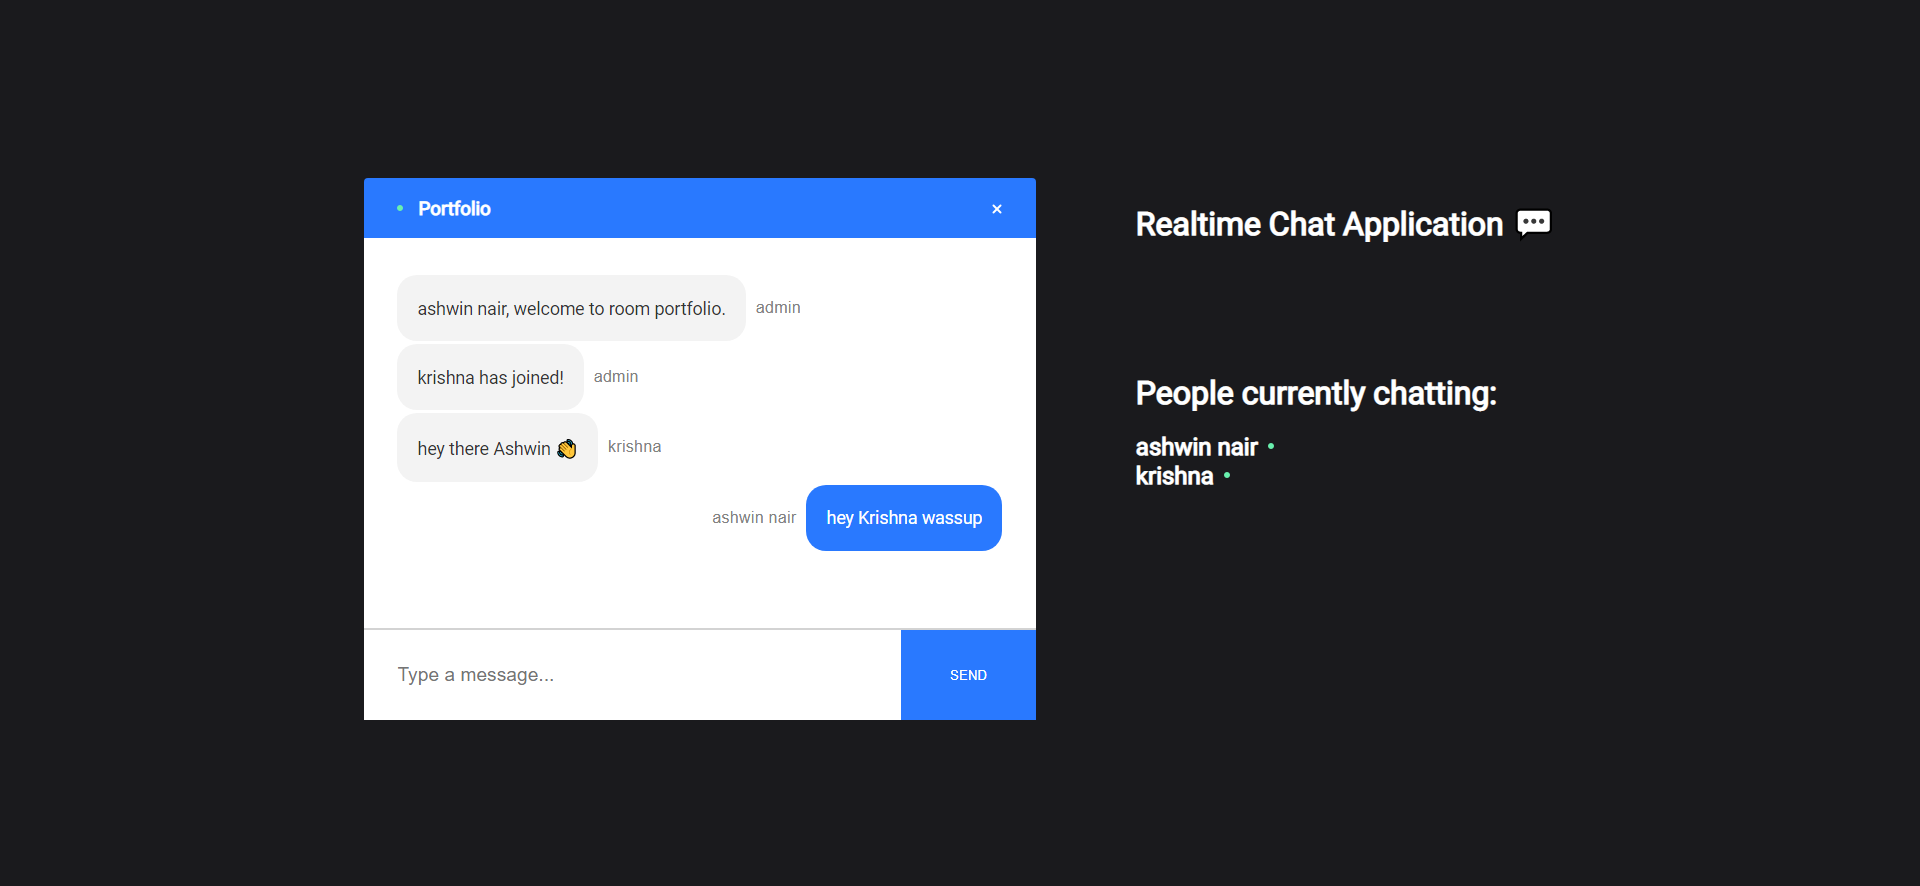 Portfolio
ashwin nair, welcome to room portfolio. admin
krishna has joined! admin
hey there Ashwin 👋 krishna
ashwin nair hey Krishna wassup
Type a message...
SEND
Realtime Chat Application 💬
People currently chatting:
ashwin nair
krishna